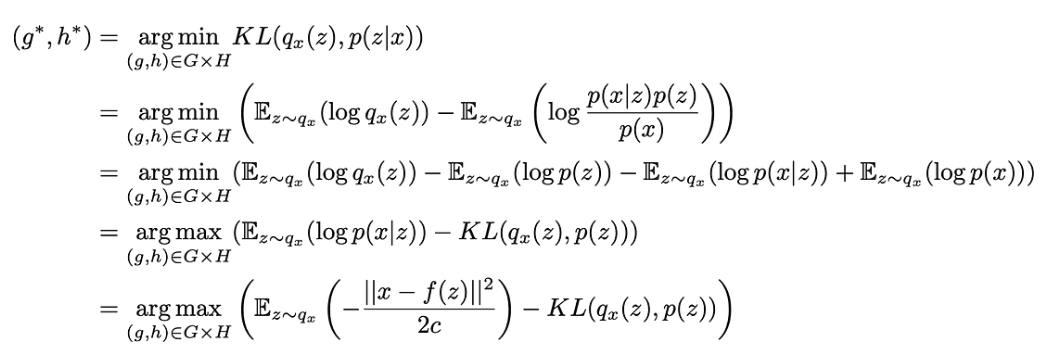 (g*, h*) = arg min_{(g,h)∈G×H} KL(q_x(z), p(z|x))
= arg min_{(g,h)∈G×H} ( 𝔼_{z∼q_x}(log q_x(z)) − 𝔼_{z∼q_x}( log \frac{p(x|z)p(z)}{p(x)} ) )
= arg min_{(g,h)∈G×H} (𝔼_{z∼q_x}(log q_x(z)) − 𝔼_{z∼q_x}(log p(z)) − 𝔼_{z∼q_x}(log p(x|z)) + 𝔼_{z∼q_x}(log p(x)))
= arg max_{(g,h)∈G×H} (𝔼_{z∼q_x}(log p(x|z)) − KL(q_x(z), p(z)))
= arg max_{(g,h)∈G×H} ( 𝔼_{z∼q_x}( −\frac{||x − f(z)||^2}{2c} ) − KL(q_x(z), p(z)) )